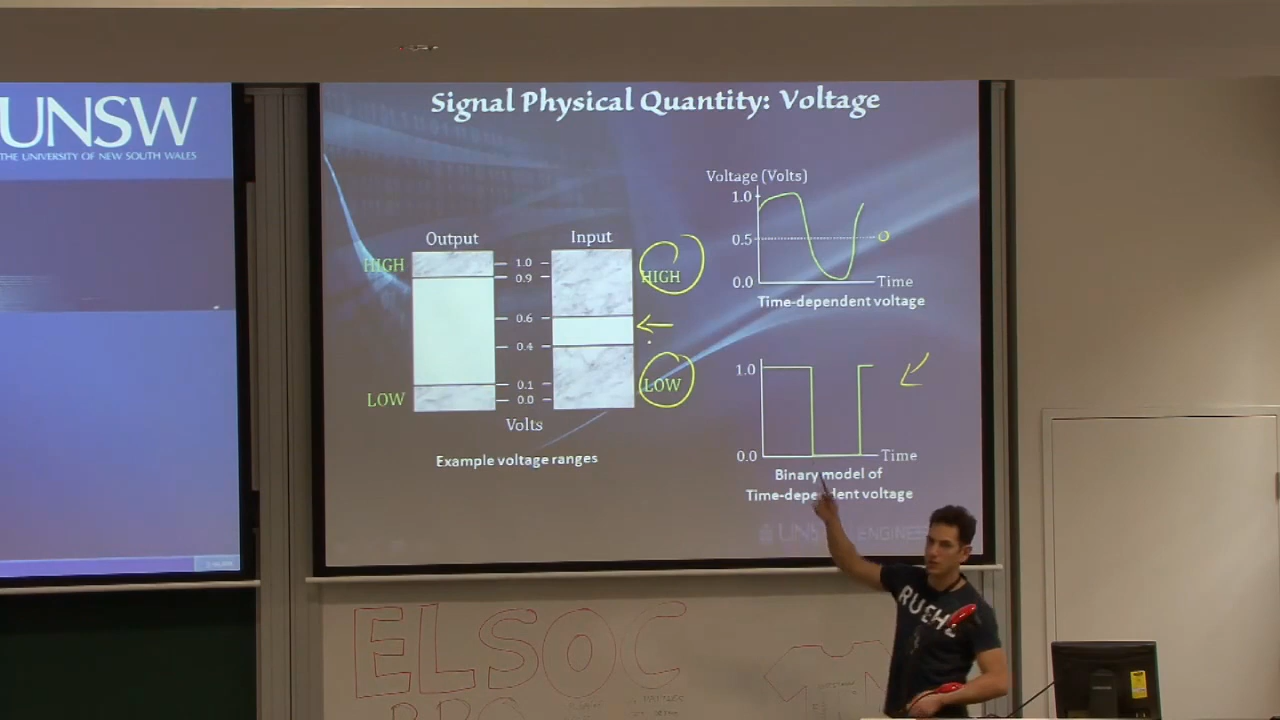 UNSW
THE UNIVERSITY OF NEW SOUTH WALES
Signal Physical Quantity: Voltage
Output
Input
HIGH
HIGH
1.0
0.9
0.6
0.4
0.1
0.0
LOW
LOW
Volts
Example voltage ranges
Voltage (Volts)
1.0
0.5
0.0
Time
Time-dependent voltage
1.0
0.0
Time
Binary model of
Time-dependent voltage
UNSW ENGINE
ELSOC
BBQ